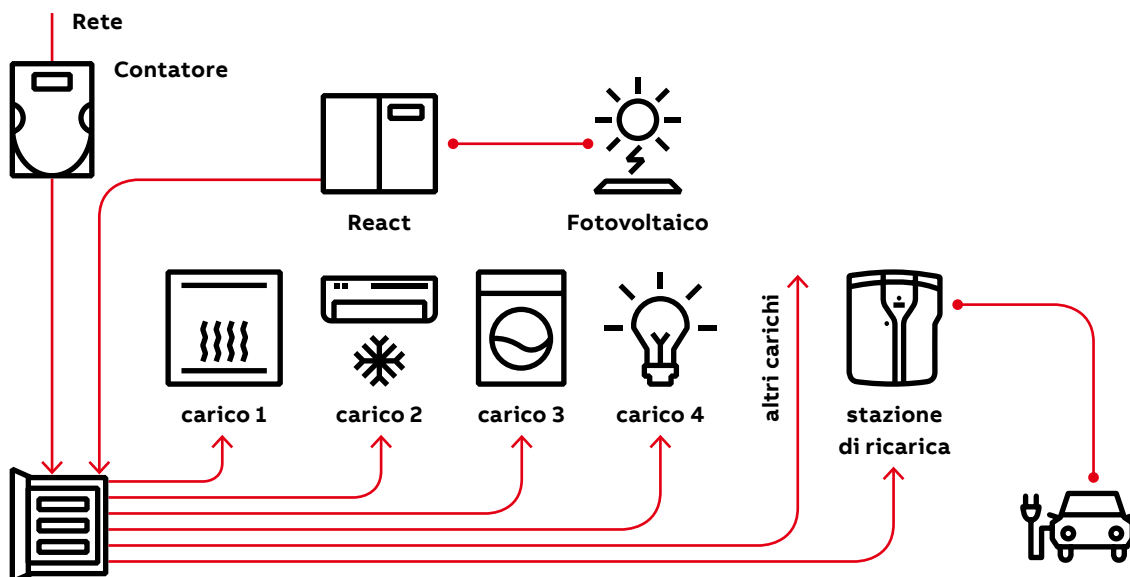 Rete
Contatore
React
Fotovoltaico
carico 1
carico 2
carico 3
carico 4
altri carichi
stazione
di ricarica